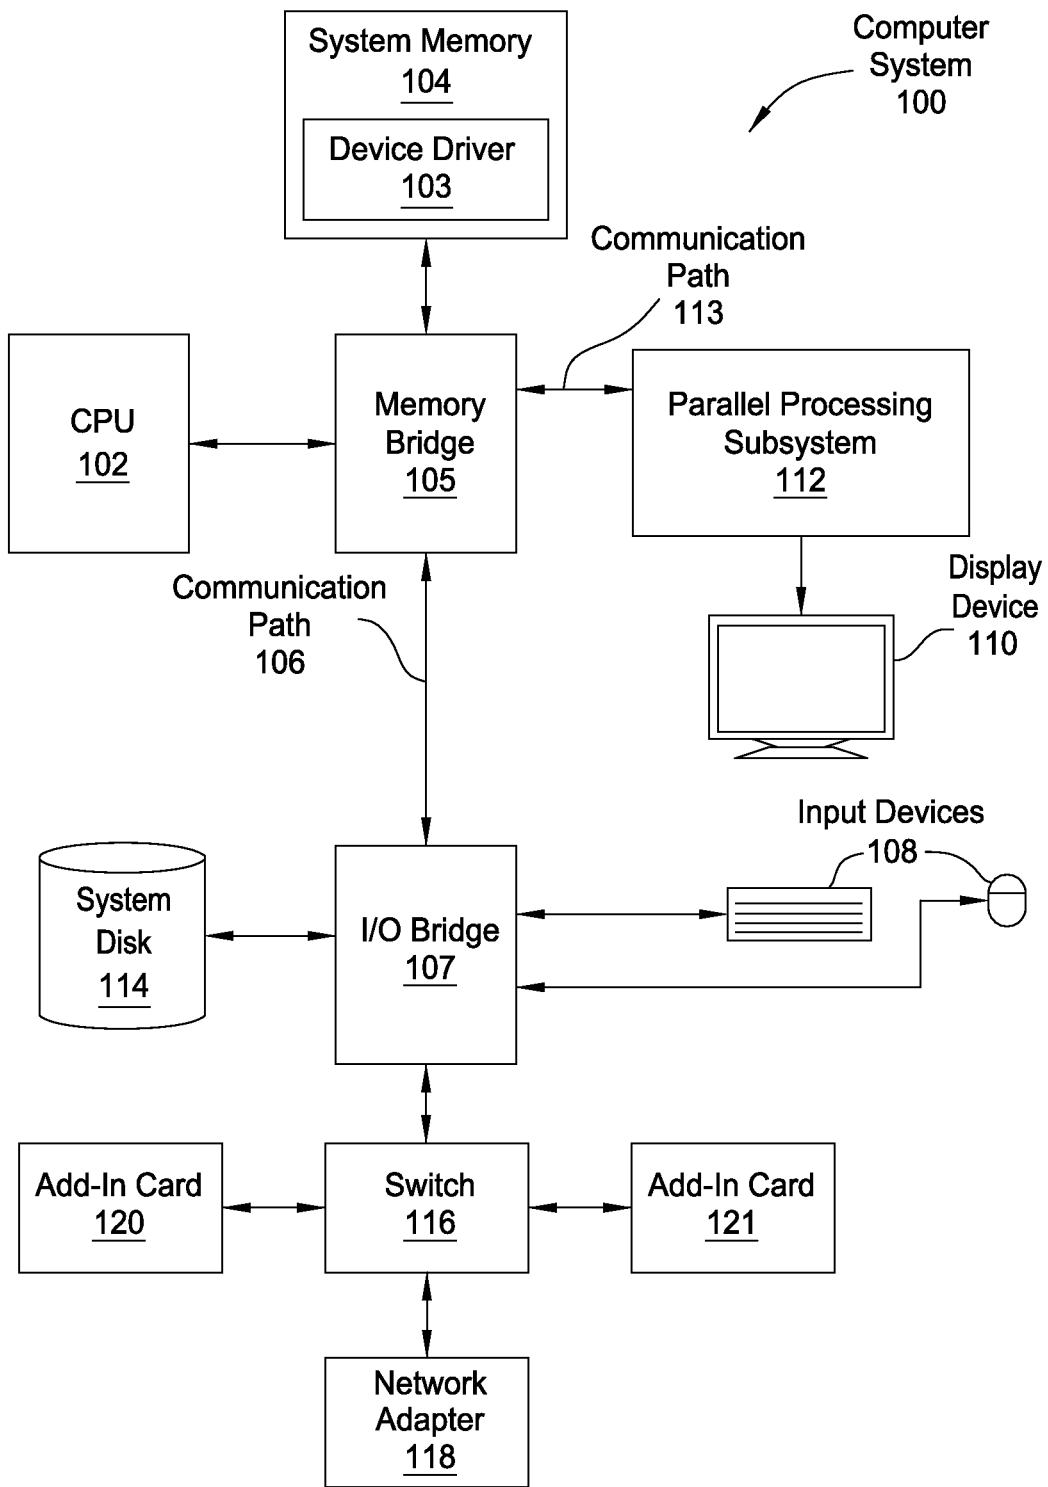 System Memory
104
Device Driver
103
Computer
System
100
Communication
Path
113
CPU
102
Memory
Bridge
105
Parallel Processing
Subsystem
112
Communication
Path
106
Display
Device
110
Input Devices
108
System
Disk
114
I/O Bridge
107
Add-In Card
120
Switch
116
Add-In Card
121
Network
Adapter
118